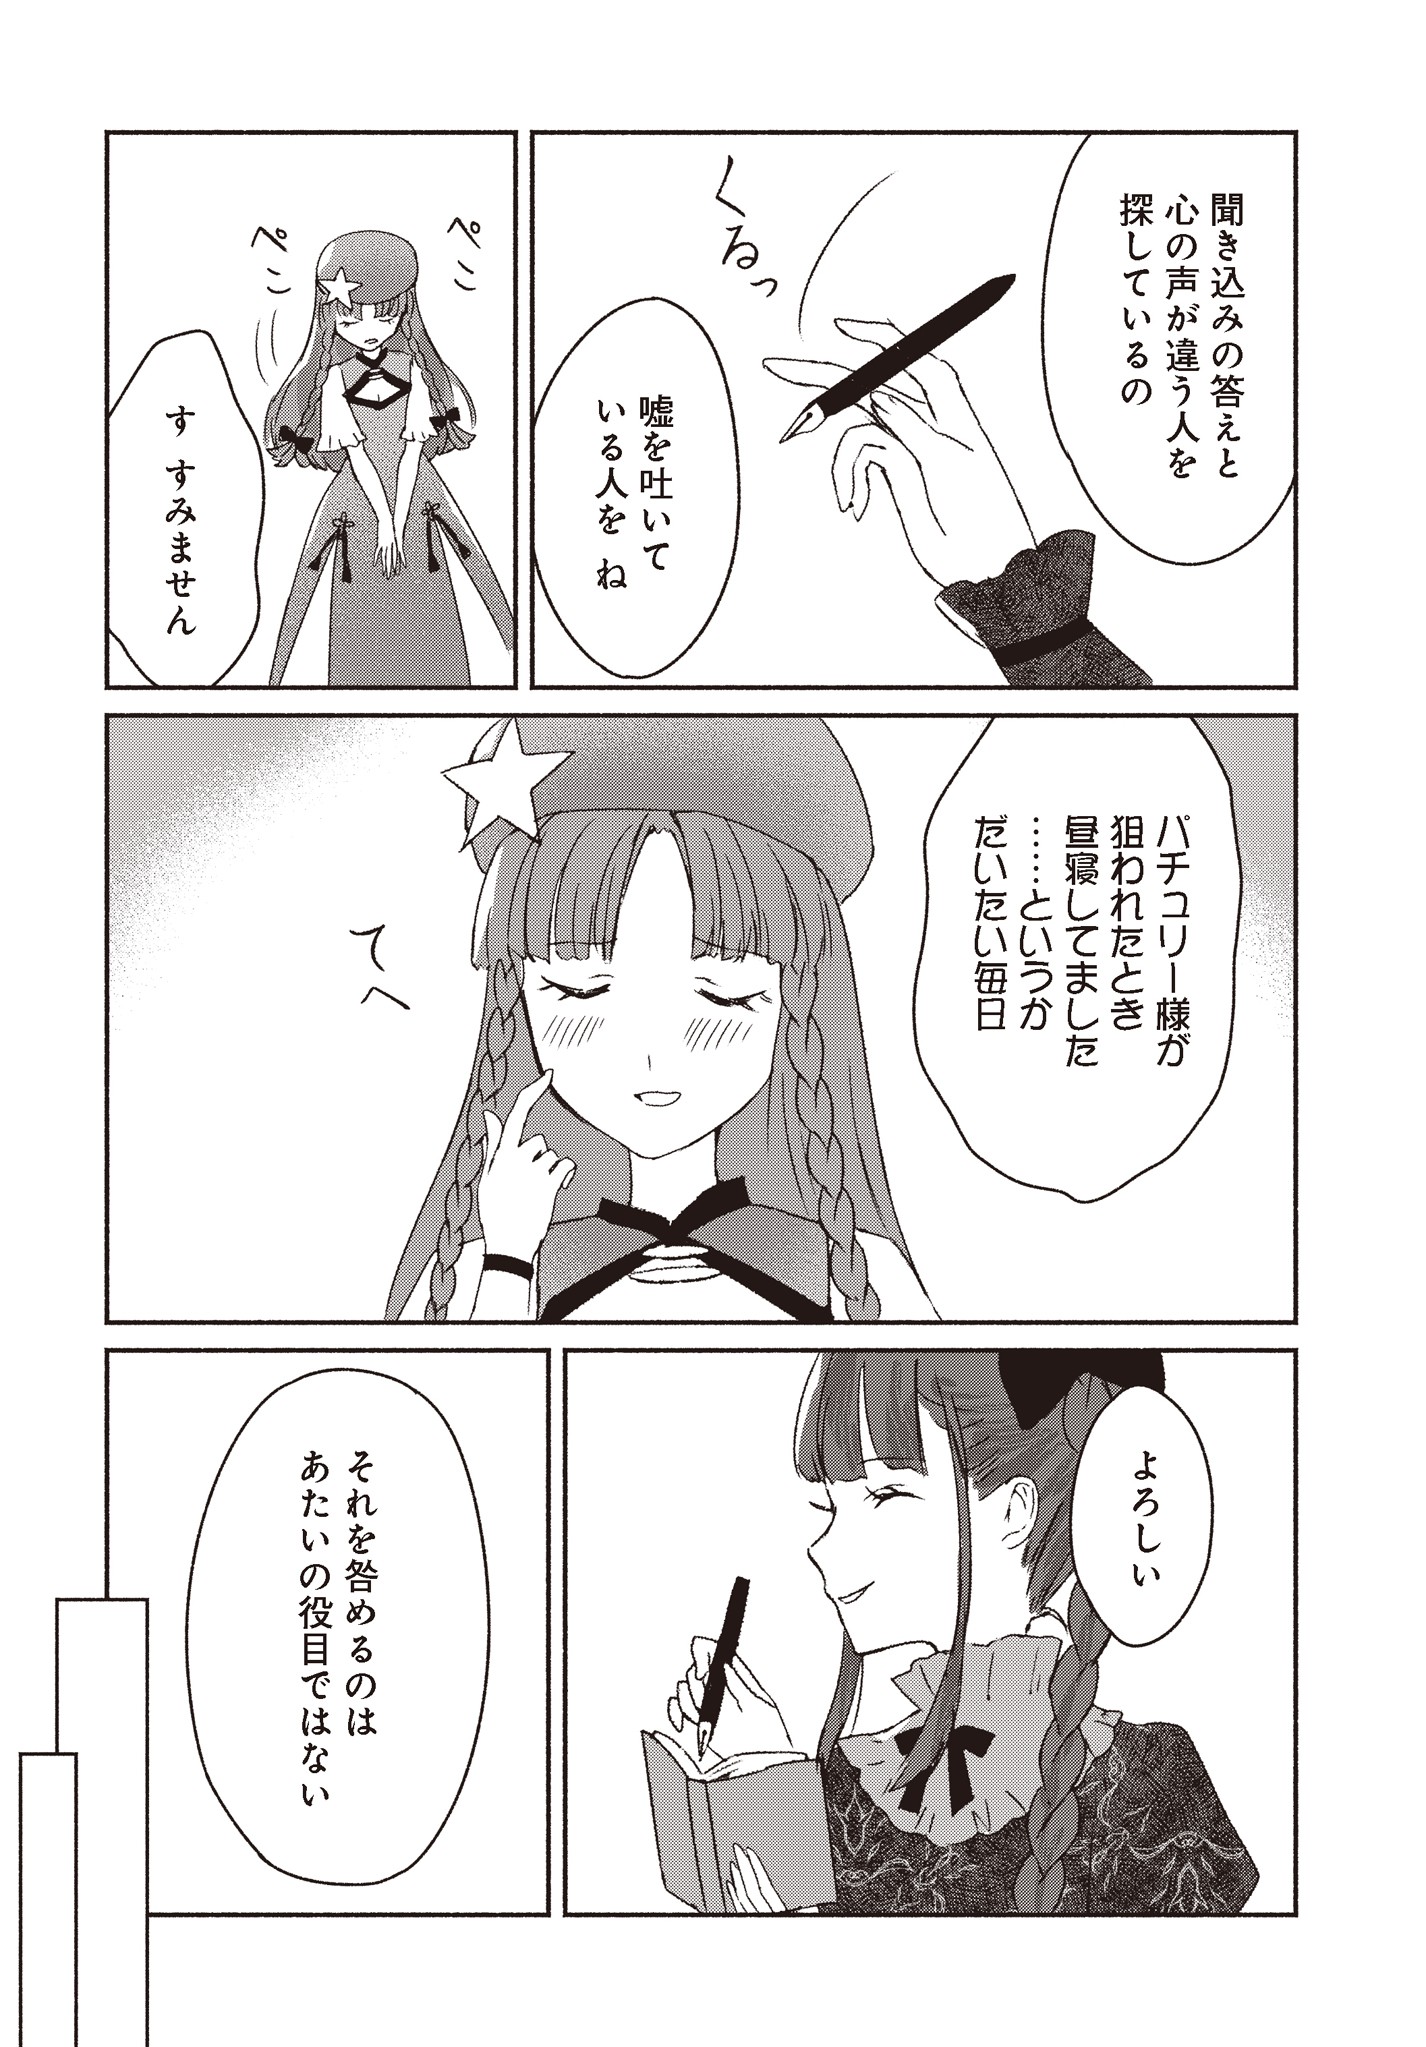 聞き込みの答えと
心の声が違う人を
探しているの
くるっ
嘘を吐いて
いる人を ね
ぺこ
ぺこ
す すみません
パチュリー様が
狙われたとき
昼寝してました
……というか
だいたい毎日
てへ
よろしい
それを咎めるのは
あたいの役目ではない